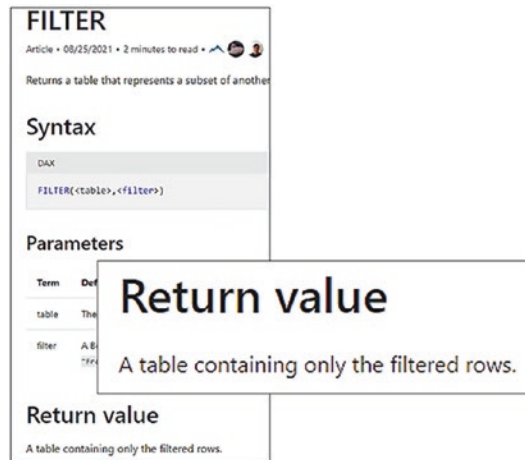 FILTER
Article • 08/25/2021 • 2 minutes to read •
Returns a table that represents a subset of another
Syntax
DAX
FILTER(<table>,<filter>)
Parameters
Term
table The
filter A
Return value
A table containing only the filtered rows.
Return value
A table containing only the filtered rows.